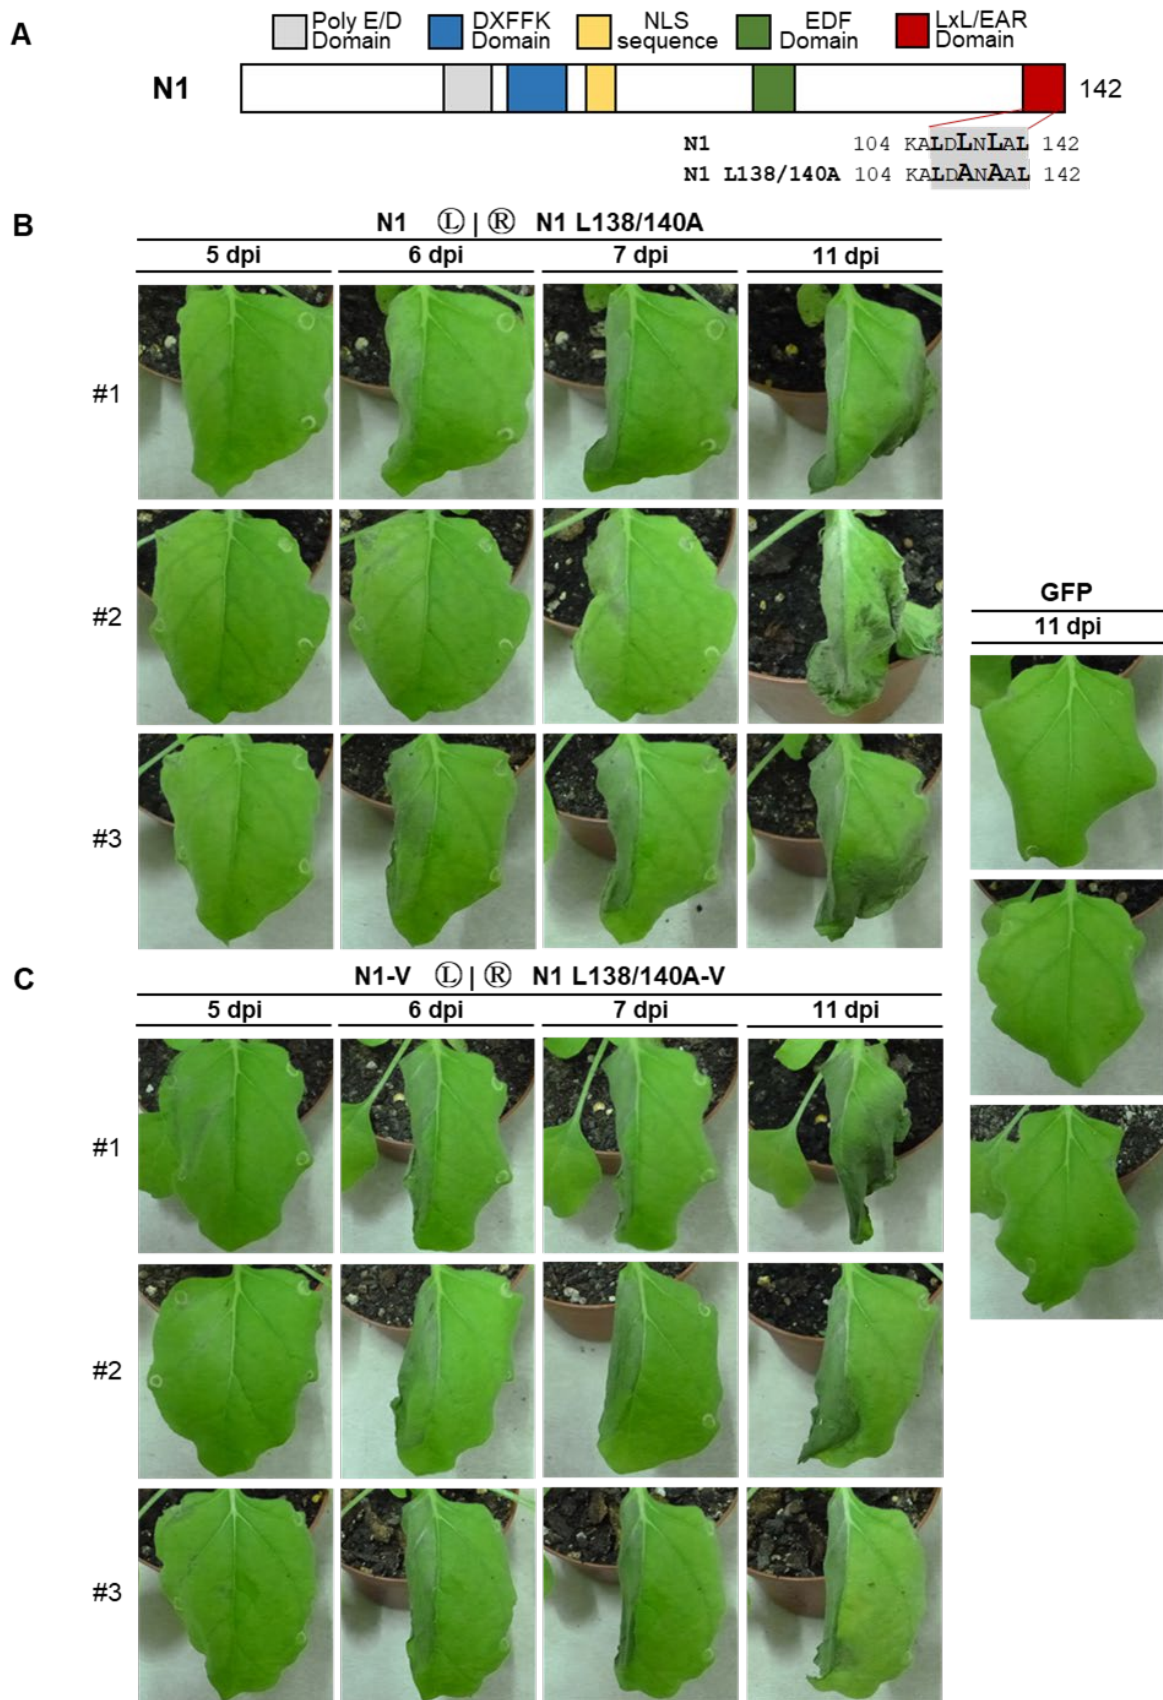 A
Poly E/D Domain
DXFFK Domain
NLS sequence
EDF Domain
LxL/EAR Domain
N1
142
N1 104 KALDLNLAL 142
N1 L138/140A 104 KALDANAAL 142
B
N1 Ⓛ | Ⓡ N1 L138/140A
5 dpi 6 dpi 7 dpi 11 dpi
#1
#2
#3
GFP
11 dpi
C
N1-V Ⓛ | Ⓡ N1 L138/140A-V
5 dpi 6 dpi 7 dpi 11 dpi
#1
#2
#3